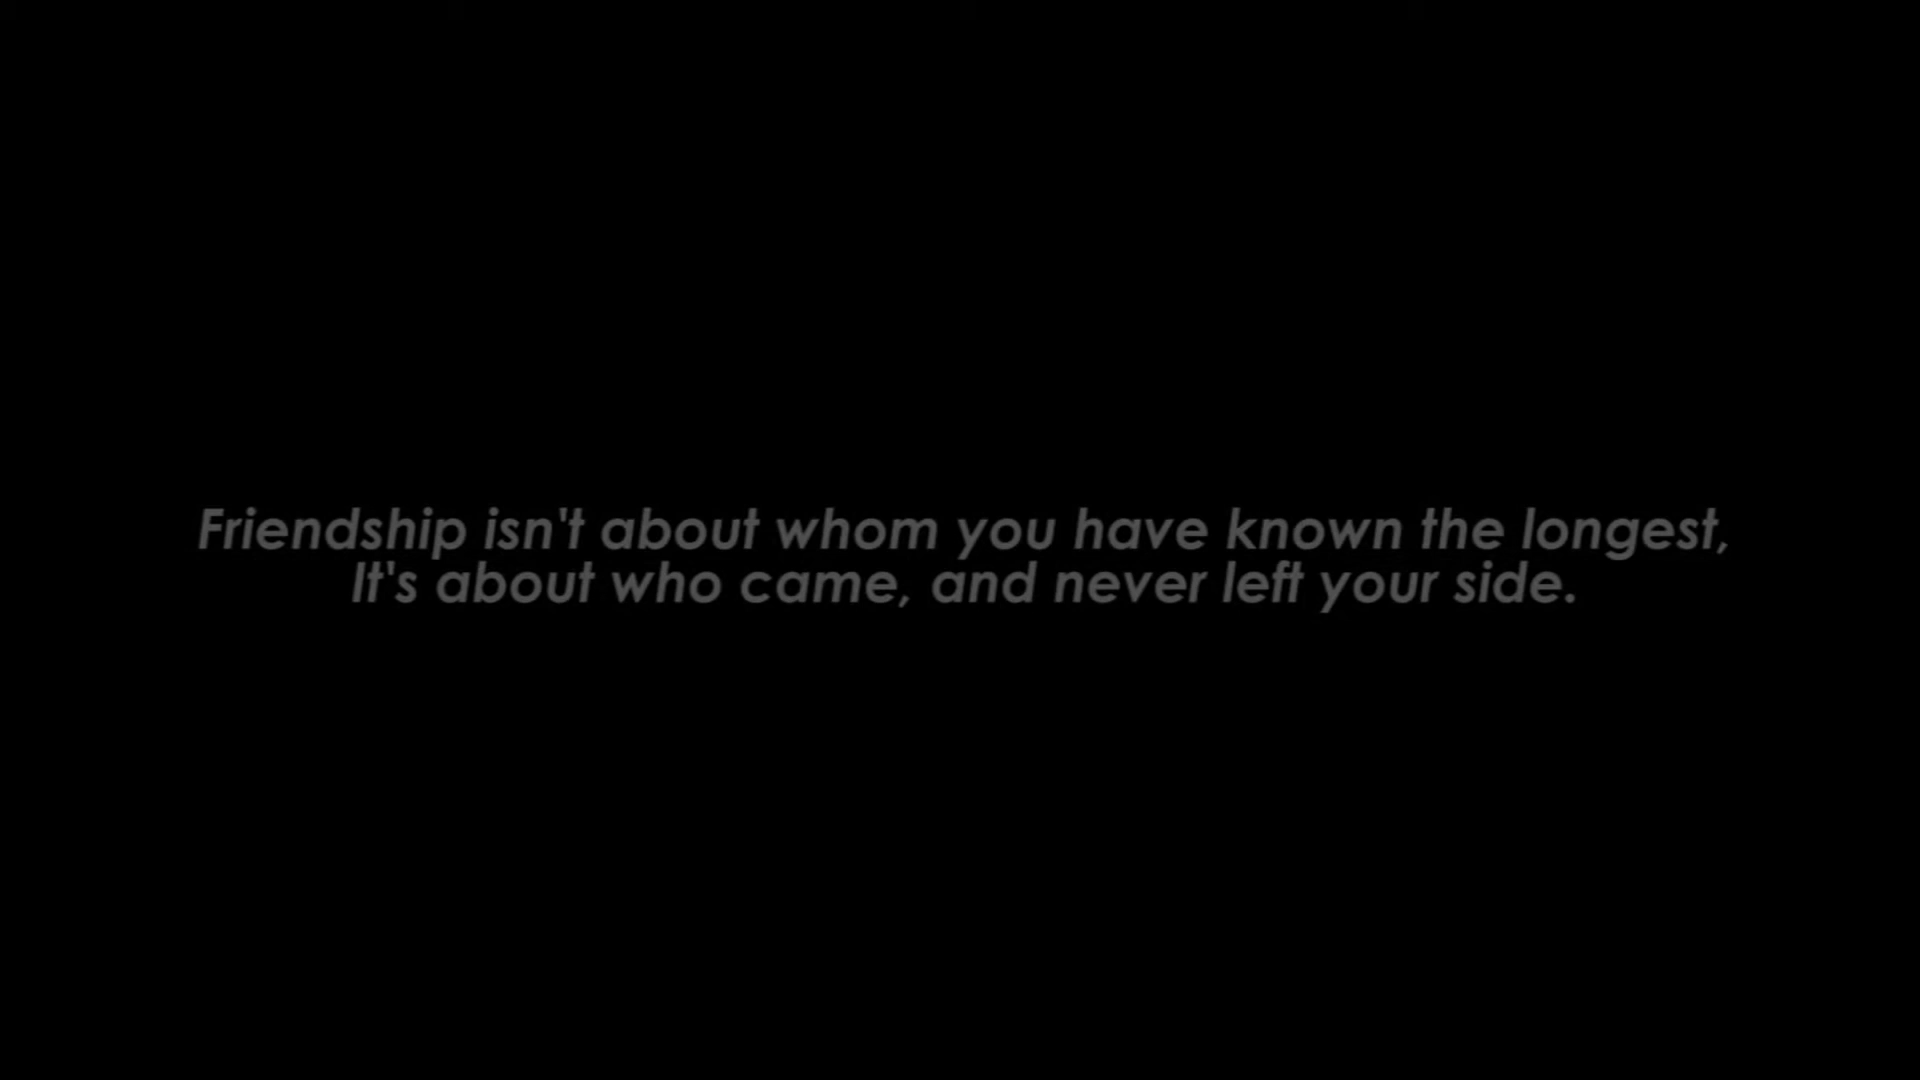 Friendship isn't about whom you have known the longest,
It's about who came, and never left your side.